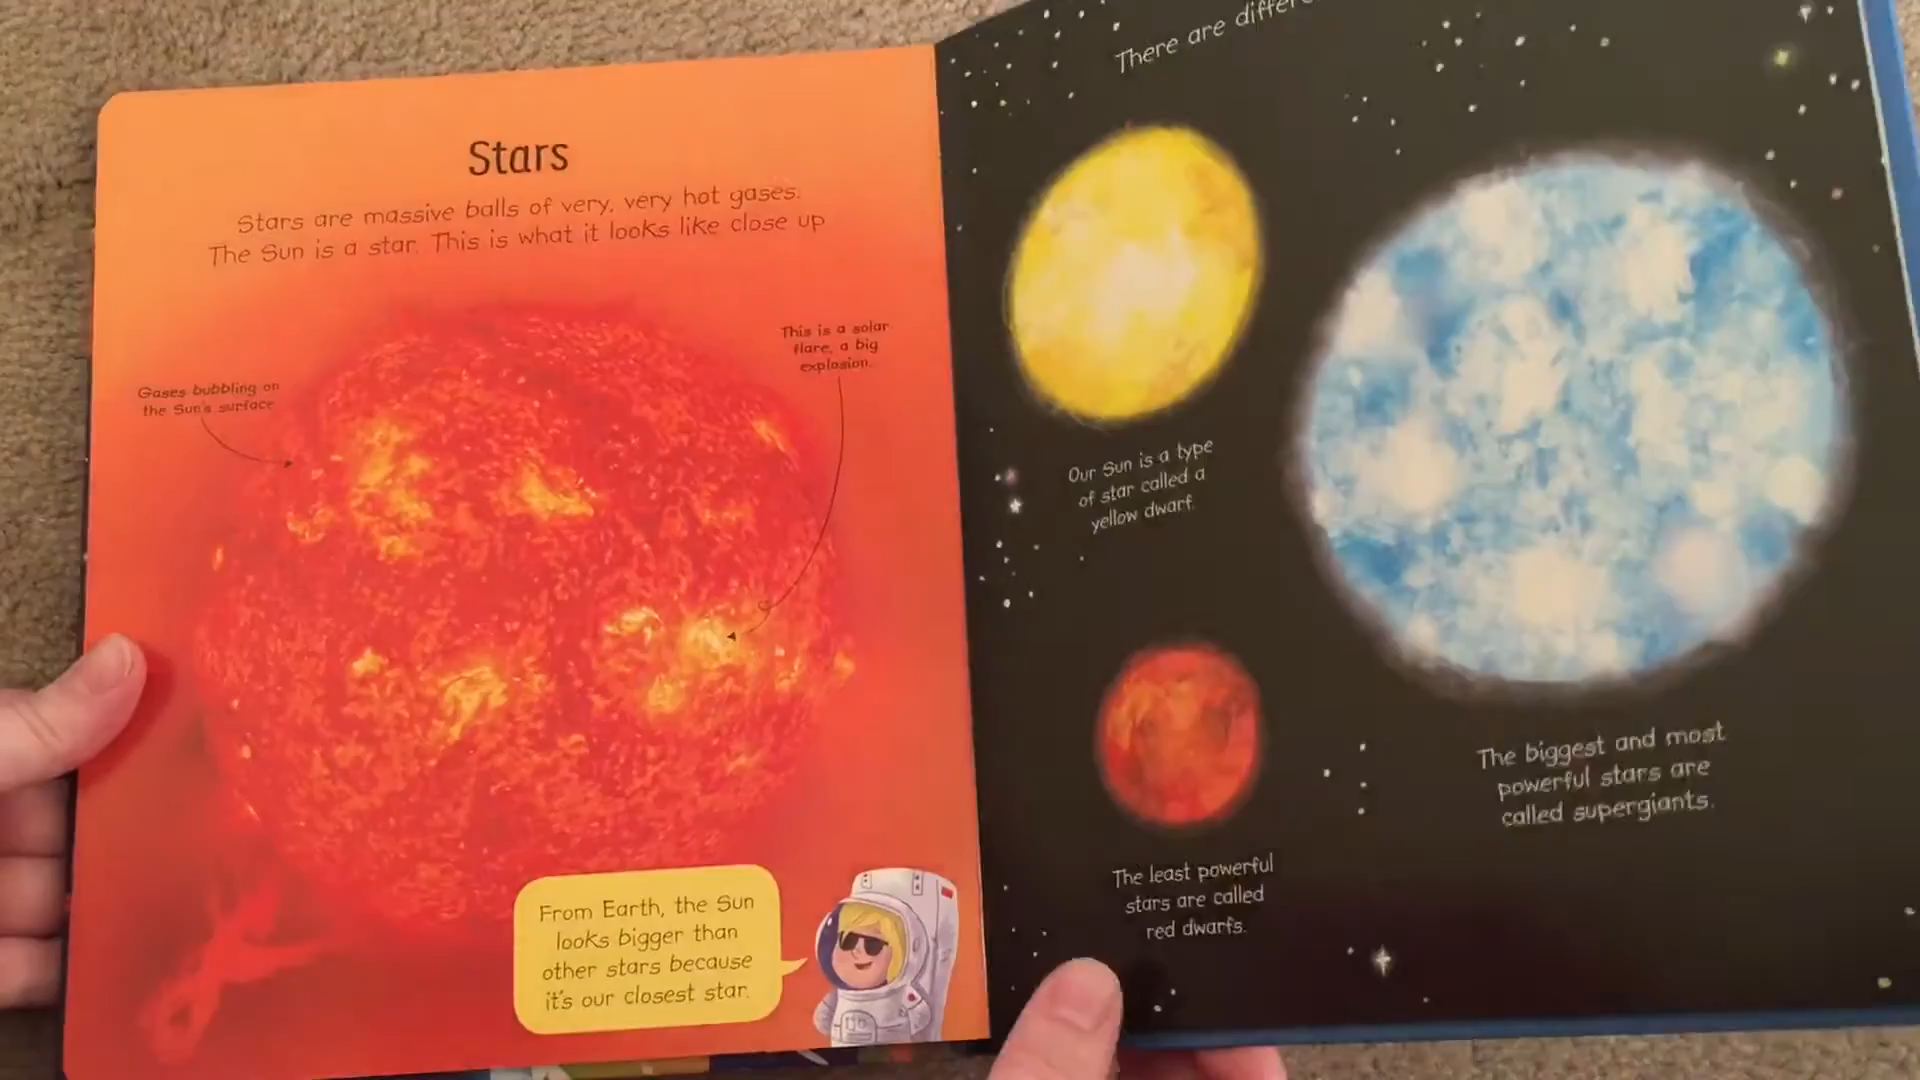 Stars
Stars are massive balls of very, very hot gases.
The Sun is a star. This is what it looks like close up
Gases bubbling on
the Sun's surface
This is a solar
flare, a big
explosion.
From Earth, the Sun
looks bigger than
other stars because
it's our closest star.
There are
Our Sun is a type
of star called a
yellow dwarf.
The least powerful
stars are called
red dwarfs.
The biggest and most
powerful stars are
called supergiants.